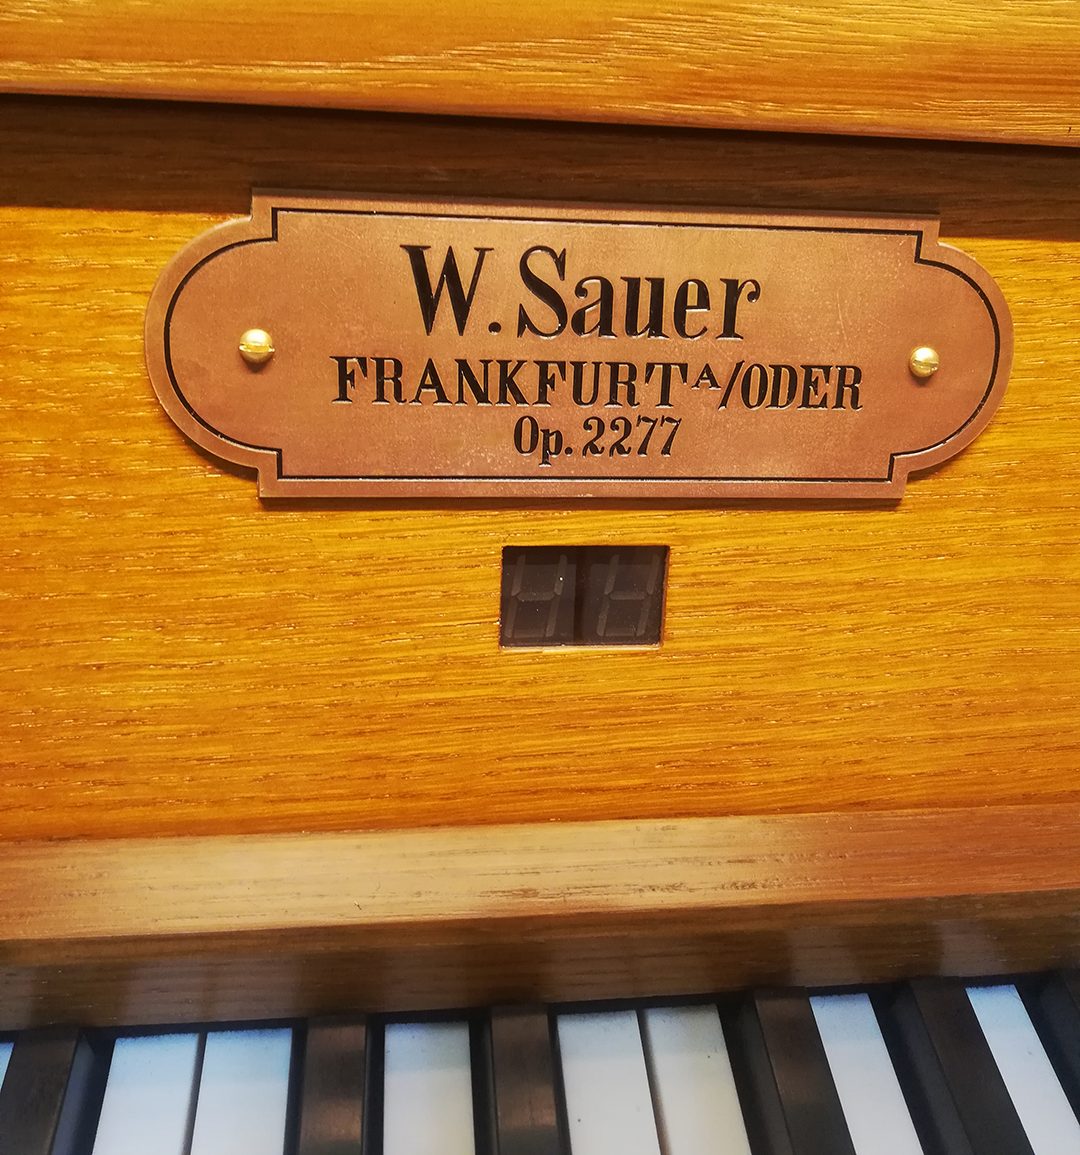 W. Sauer
FRANKFURT A/ODER
Op. 2277